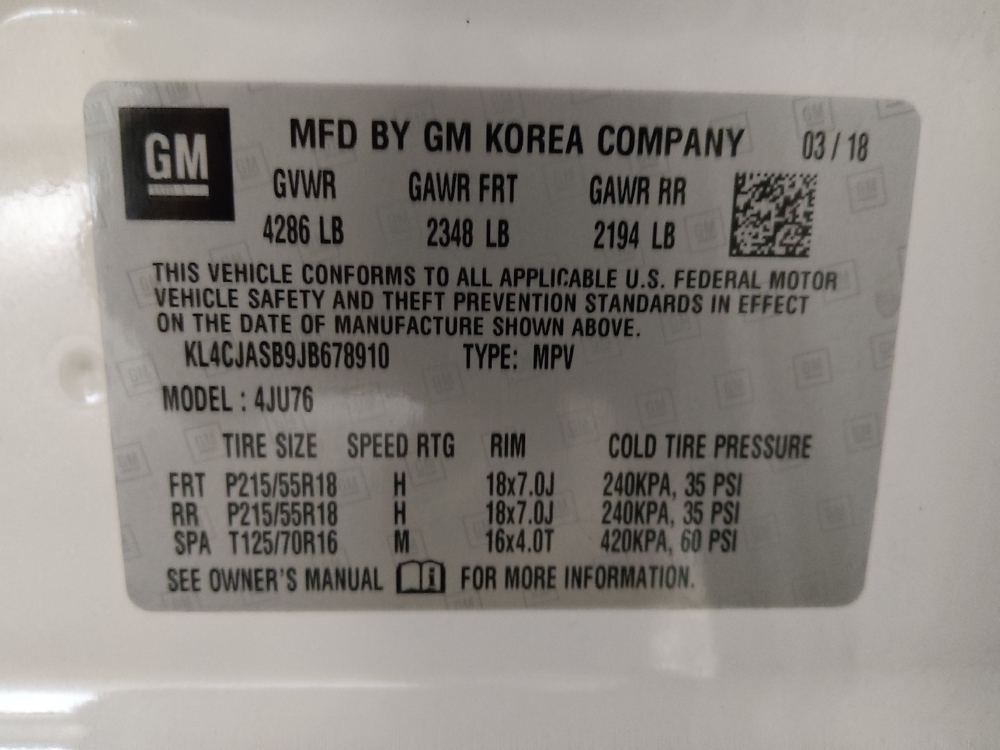 GM
MFD BY GM KOREA COMPANY 03 / 18
GVWR GAWR FRT GAWR RR
4286 LB 2348 LB 2194 LB
THIS VEHICLE CONFORMS TO ALL APPLICABLE U.S. FEDERAL MOTOR
VEHICLE SAFETY AND THEFT PREVENTION STANDARDS IN EFFECT
ON THE DATE OF MANUFACTURE SHOWN ABOVE.
KL4CJASB9JB678910 TYPE: MPV
MODEL : 4JU76
TIRE SIZE SPEED RTG RIM COLD TIRE PRESSURE
FRT P215/55R18 H 18x7.0J 240KPA, 35 PSI
RR P215/55R18 H 18x7.0J 240KPA, 35 PSI
SPA T125/70R16 M 16x4.0T 420KPA, 60 PSI
SEE OWNER'S MANUAL FOR MORE INFORMATION.